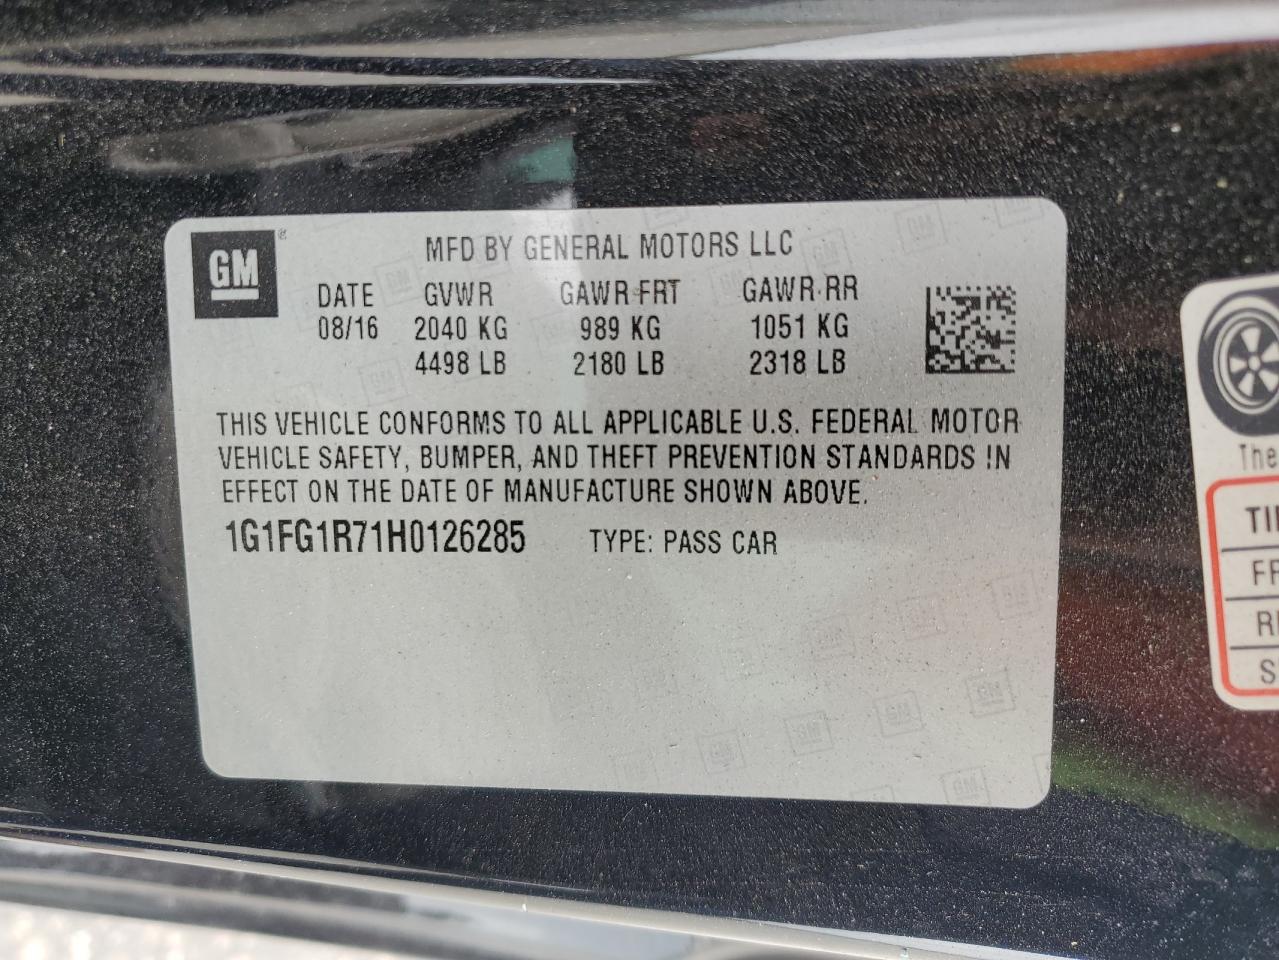 GM
MFD BY GENERAL MOTORS LLC
DATE GVWR GAWR FRT GAWR RR
08/16 2040 KG 989 KG 1051 KG
4498 LB 2180 LB 2318 LB
THIS VEHICLE CONFORMS TO ALL APPLICABLE U.S. FEDERAL MOTOR
VEHICLE SAFETY, BUMPER, AND THEFT PREVENTION STANDARDS IN
EFFECT ON THE DATE OF MANUFACTURE SHOWN ABOVE.
1G1FG1R71H0126285 TYPE: PASS CAR
The